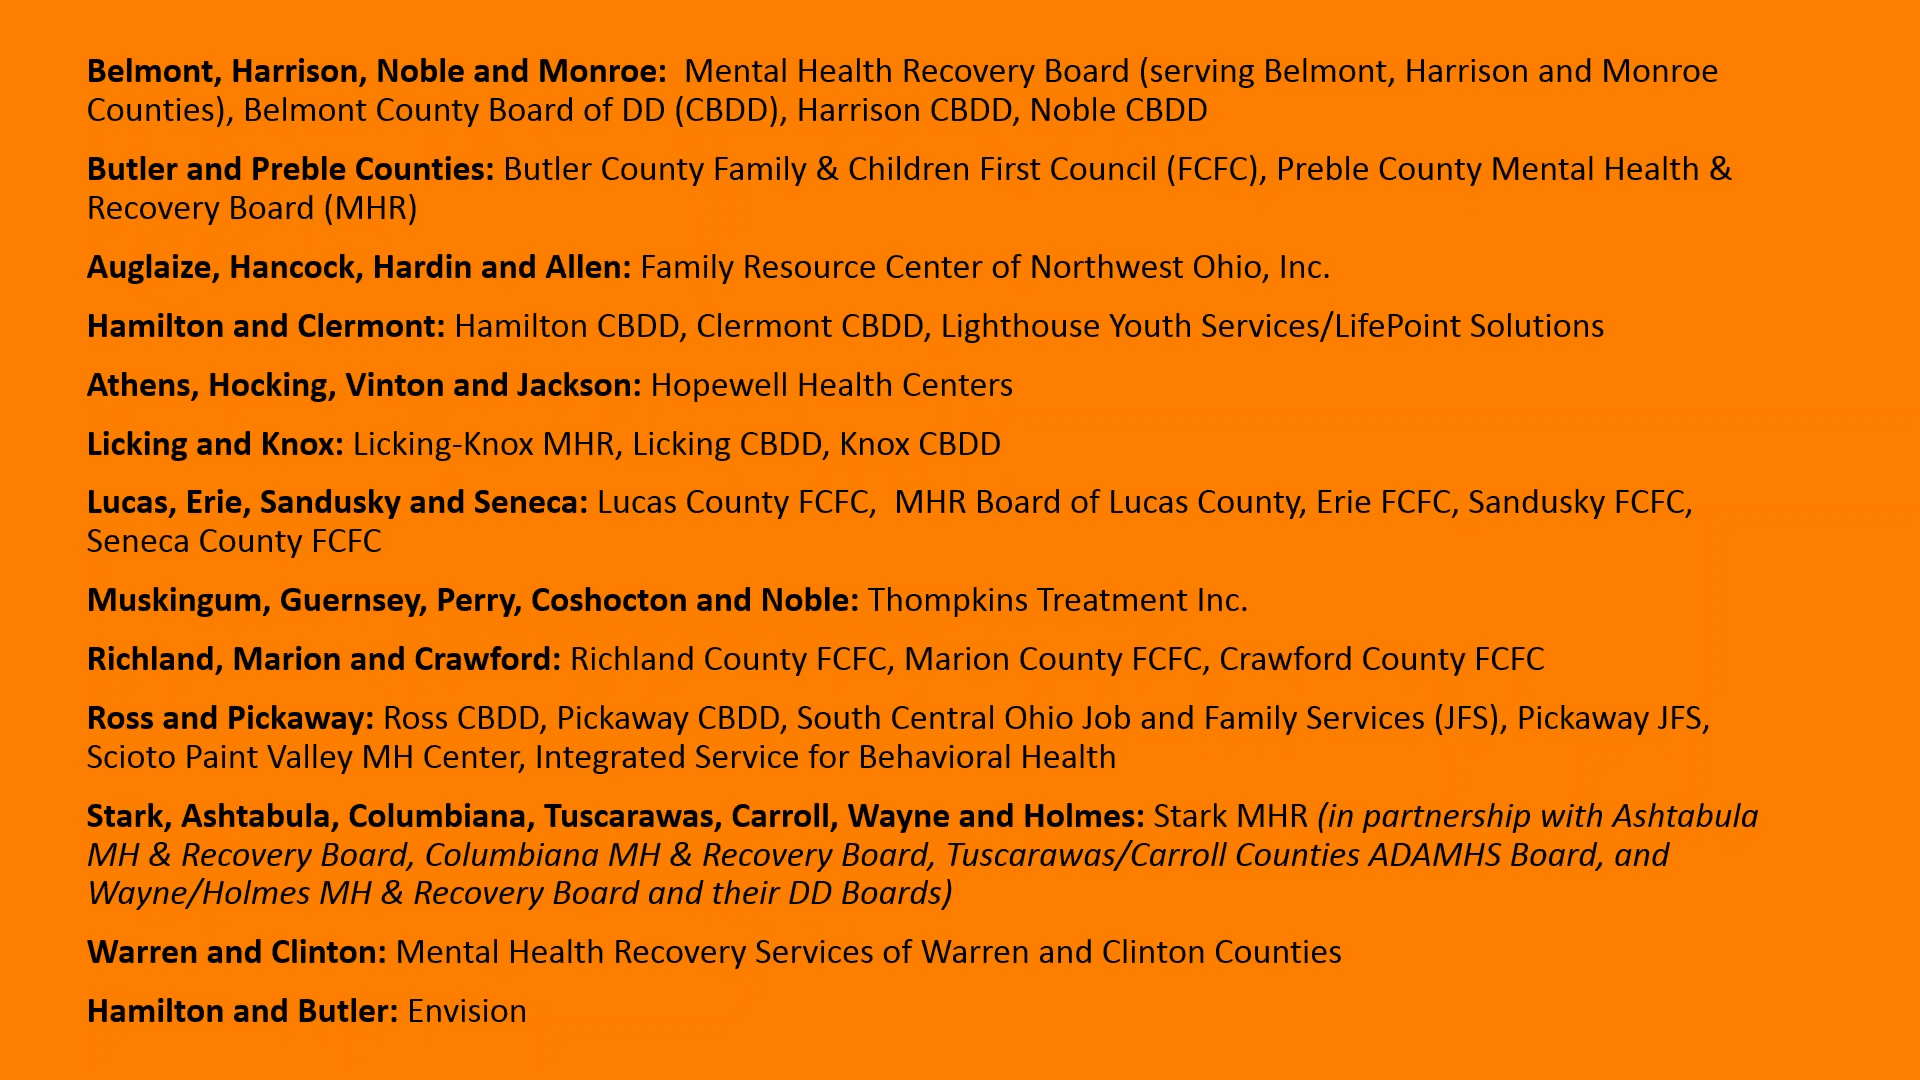 Belmont, Harrison, Noble and Monroe:  Mental Health Recovery Board (serving Belmont, Harrison and Monroe
Counties), Belmont County Board of DD (CBDD), Harrison CBDD, Noble CBDD
Butler and Preble Counties: Butler County Family & Children First Council (FCFC), Preble County Mental Health &
Recovery Board (MHR)
Auglaize, Hancock, Hardin and Allen: Family Resource Center of Northwest Ohio, Inc.
Hamilton and Clermont: Hamilton CBDD, Clermont CBDD, Lighthouse Youth Services/LifePoint Solutions
Athens, Hocking, Vinton and Jackson: Hopewell Health Centers
Licking and Knox: Licking-Knox MHR, Licking CBDD, Knox CBDD
Lucas, Erie, Sandusky and Seneca: Lucas County FCFC,  MHR Board of Lucas County, Erie FCFC, Sandusky FCFC,
Seneca County FCFC
Muskingum, Guernsey, Perry, Coshocton and Noble: Thompkins Treatment Inc.
Richland, Marion and Crawford: Richland County FCFC, Marion County FCFC, Crawford County FCFC
Ross and Pickaway: Ross CBDD, Pickaway CBDD, South Central Ohio Job and Family Services (JFS), Pickaway JFS,
Scioto Paint Valley MH Center, Integrated Service for Behavioral Health
Stark, Ashtabula, Columbiana, Tuscarawas, Carroll, Wayne and Holmes: Stark MHR (in partnership with Ashtabula
MH & Recovery Board, Columbiana MH & Recovery Board, Tuscarawas/Carroll Counties ADAMHS Board, and
Wayne/Holmes MH & Recovery Board and their DD Boards)
Warren and Clinton: Mental Health Recovery Services of Warren and Clinton Counties
Hamilton and Butler: Envision